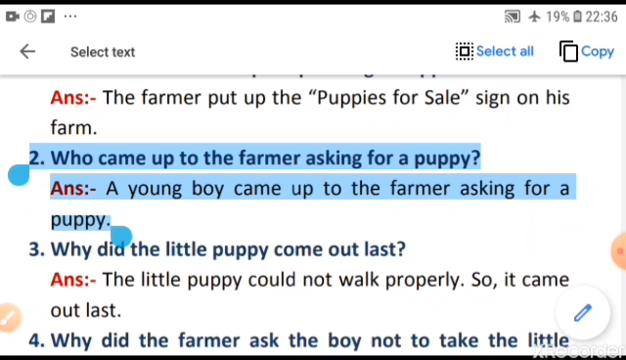 19% 22:36
Select text
Select all
Copy
Ans:- The farmer put up the “Puppies for Sale” sign on his
farm.
2. Who came up to the farmer asking for a puppy?
Ans:- A young boy came up to the farmer asking for a
puppy.
3. Why did the little puppy come out last?
Ans:- The little puppy could not walk properly. So, it came
out last.
4. Why did the farmer ask the boy not to take the little
XRecorder